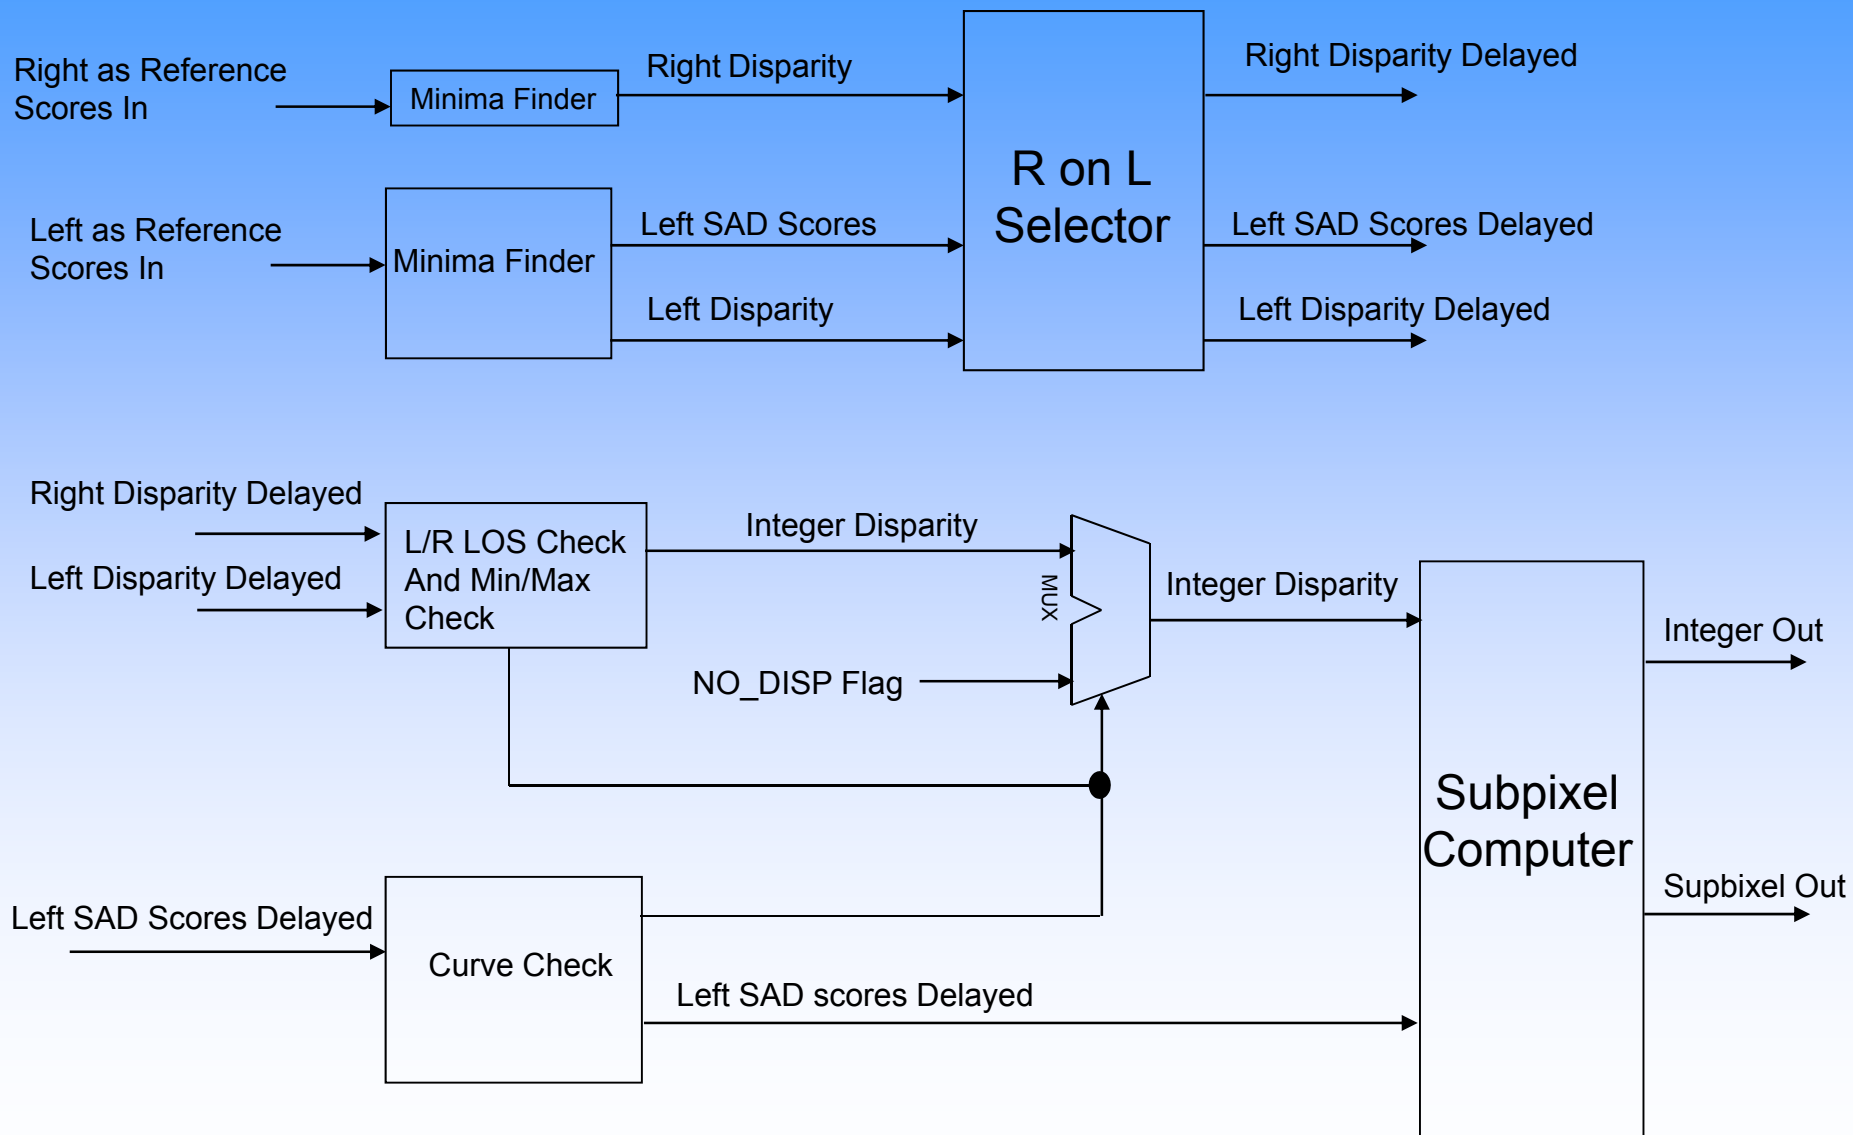 Right as Reference
Scores In
Minima Finder
Right Disparity
R on L
Selector
Right Disparity Delayed
Left as Reference
Scores In
Minima Finder
Left SAD Scores
Left SAD Scores Delayed
Left Disparity
Left Disparity Delayed
Right Disparity Delayed
Left Disparity Delayed
L/R LOS Check
And Min/Max
Check
Integer Disparity
MUX
NO_DISP Flag
Integer Disparity
Subpixel
Computer
Integer Out
Supbixel Out
Left SAD Scores Delayed
Curve Check
Left SAD scores Delayed